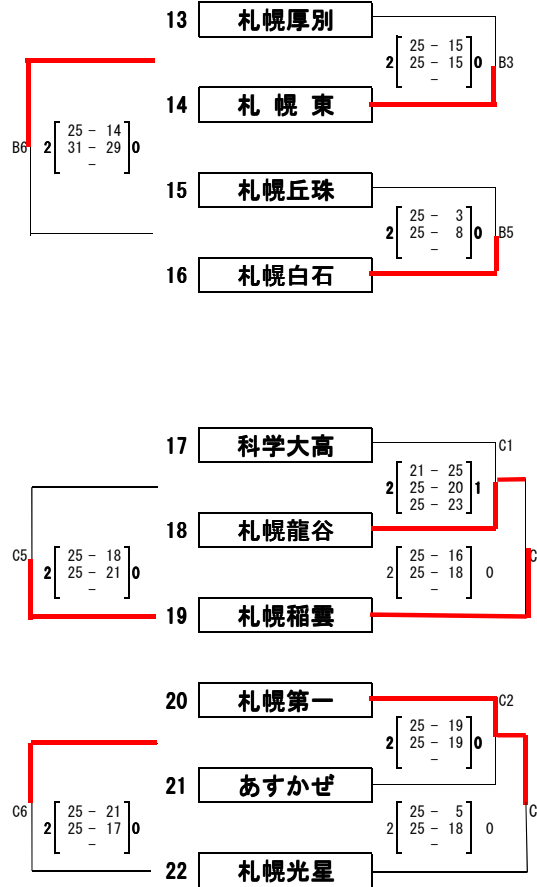 13 札幌厚別
25 - 15
2 25 - 15 0 B3
-
14 札幌東
25 - 14
B6 2 31 - 29 0
-
15 札幌丘珠
25 - 3
2 25 - 8 0 B5
-
16 札幌白石
17 科学大高 C1
21 - 25
2 25 - 20 1
25 - 23
18 札幌龍谷
25 - 16
2 25 - 18 0 C
-
C5 25 - 18
2 25 - 21 0
-
19 札幌稲雲
20 札幌第一 C2
25 - 19
2 25 - 19 0
-
21 あすかぜ
25 - 5 C
2 25 - 18 0
-
C6 25 - 21
2 25 - 17 0
-
22 札幌光星